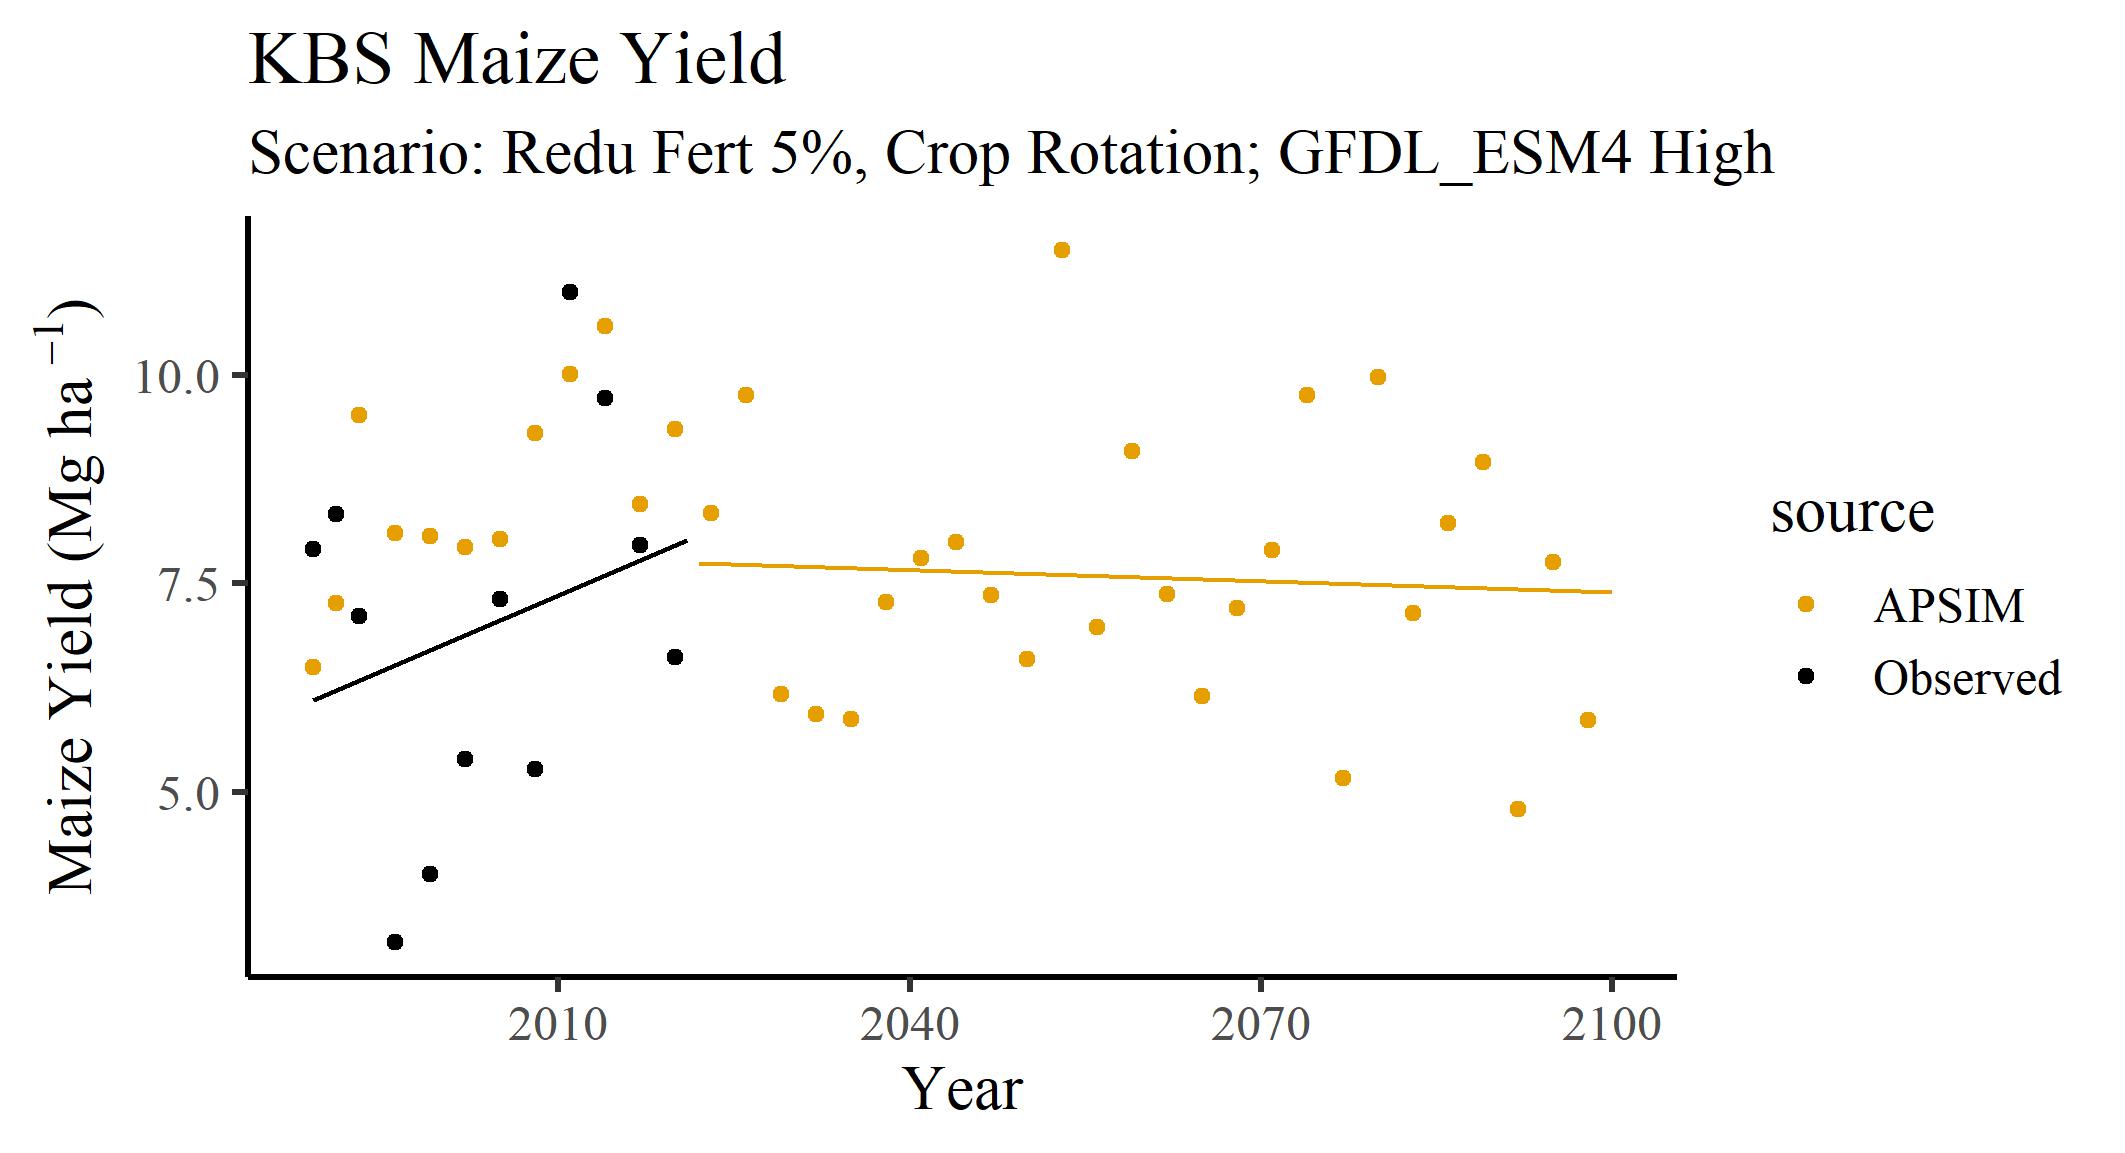 KBS Maize Yield
Scenario: Redu Fert 5%, Crop Rotation; GFDL_ESM4 High
Maize Yield (Mg ha⁻¹)
10.0
7.5
5.0
2010 2040 2070 2100
Year
source
APSIM
Observed